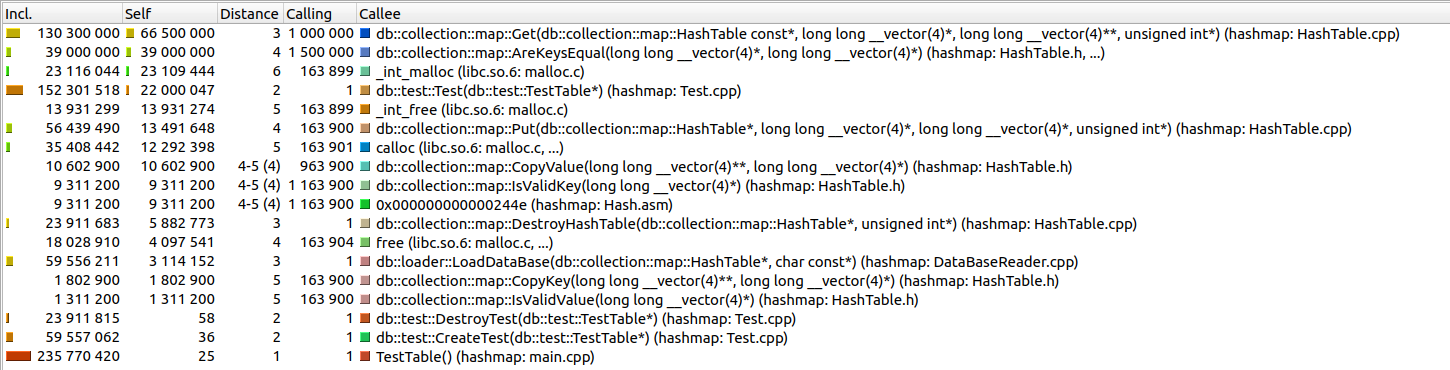 Incl. Self Distance Calling Callee
130 300 000 66 500 000 3 1 000 000 db::collection::map::Get(db::collection::map::HashTable const*, long long __vector(4)*, long long __vector(4)**, unsigned int*) (hashmap: HashTable.cpp)
39 000 000 39 000 000 4 1 500 000 db::collection::map::AreKeysEqual(long long __vector(4)*, long long __vector(4)*) (hashmap: HashTable.h, ...)
23 116 044 23 109 444 6 163 899 _int_malloc (libc.so.6: malloc.c)
152 301 518 22 000 047 2 1 db::test::Test(db::test::TestTable*) (hashmap: Test.cpp)
13 931 299 13 931 274 5 163 899 _int_free (libc.so.6: malloc.c)
56 439 490 13 491 648 4 163 900 db::collection::map::Put(db::collection::map::HashTable*, long long __vector(4)*, long long __vector(4)*, unsigned int*) (hashmap: HashTable.cpp)
35 408 442 12 292 398 5 163 901 calloc (libc.so.6: malloc.c, ...)
10 602 900 10 602 900 4-5 (4) 963 900 db::collection::map::CopyValue(long long __vector(4)**, long long __vector(4)*) (hashmap: HashTable.h)
9 311 200 9 311 200 4-5 (4) 1 163 900 db::collection::map::IsValidKey(long long __vector(4)*) (hashmap: HashTable.h)
9 311 200 9 311 200 4-5 (4) 1 163 900 0x000000000000244e (hashmap: Hash.asm)
23 911 683 5 882 773 3 1 db::collection::map::DestroyHashTable(db::collection::map::HashTable*, unsigned int*) (hashmap: HashTable.cpp)
18 028 910 4 097 541 4 163 904 free (libc.so.6: malloc.c, ...)
59 556 211 3 114 152 3 1 db::loader::LoadDataBase(db::collection::map::HashTable*, char const*) (hashmap: DataBaseReader.cpp)
1 802 900 1 802 900 5 163 900 db::collection::map::CopyKey(long long __vector(4)**, long long __vector(4)*) (hashmap: HashTable.h)
1 311 200 1 311 200 5 163 900 db::collection::map::IsValidValue(long long __vector(4)*) (hashmap: HashTable.h)
23 911 815 58 2 1 db::test::DestroyTest(db::test::TestTable*) (hashmap: Test.cpp)
59 557 062 36 2 1 db::test::CreateTest(db::test::TestTable*) (hashmap: Test.cpp)
235 770 420 25 1 1 TestTable() (hashmap: main.cpp)